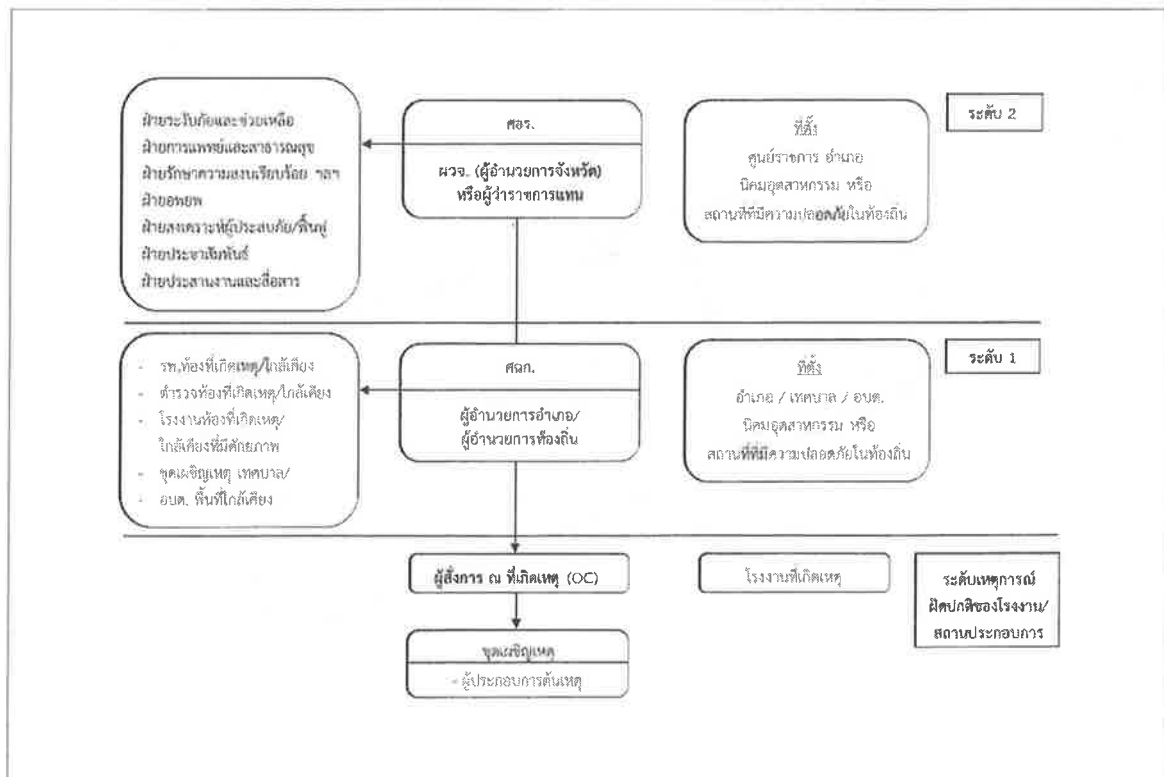 ฝ่ายระงับภัยและช่วยเหลือ
ฝ่ายการแพทย์และสาธารณสุข
ฝ่ายรักษาความสงบเรียบร้อย ฯลฯ
ฝ่ายอพยพ
ฝ่ายสงเคราะห์ผู้ประสบภัย/ฟื้นฟู
ฝ่ายประชาสัมพันธ์
ฝ่ายประสานงานและสื่อสาร
ศอร.
ผวจ. (ผู้อำนวยการจังหวัด)
หรือผู้ว่าราชการแทน
ที่ตั้ง
ศูนย์ราชการ อำเภอ
นิคมอุตสาหกรรม หรือ
สถานที่ที่มีความปลอดภัยในท้องถิ่น
ระดับ 2
- รพ.ท้องที่เกิดเหตุ/ใกล้เคียง
- ตำรวจท้องที่เกิดเหตุ/ใกล้เคียง
- โรงงานท้องที่เกิดเหตุ/
ใกล้เคียงที่มีศักยภาพ
- ชุดเผชิญเหตุ เทศบาล/
- อบต. พื้นที่ใกล้เคียง
ศฉก.
ผู้อำนวยการอำเภอ/
ผู้อำนวยการท้องถิ่น
ที่ตั้ง
อำเภอ / เทศบาล / อบต.
นิคมอุตสาหกรรม หรือ
สถานที่ที่มีความปลอดภัยในท้องถิ่น
ระดับ 1
ผู้สั่งการ ณ ที่เกิดเหตุ (OC)
โรงงานที่เกิดเหตุ
ระดับเหตุการณ์
ผิดปกติของโรงงาน/
สถานประกอบการ
ชุดเผชิญเหตุ
- ผู้ประกอบการต้นเหตุ